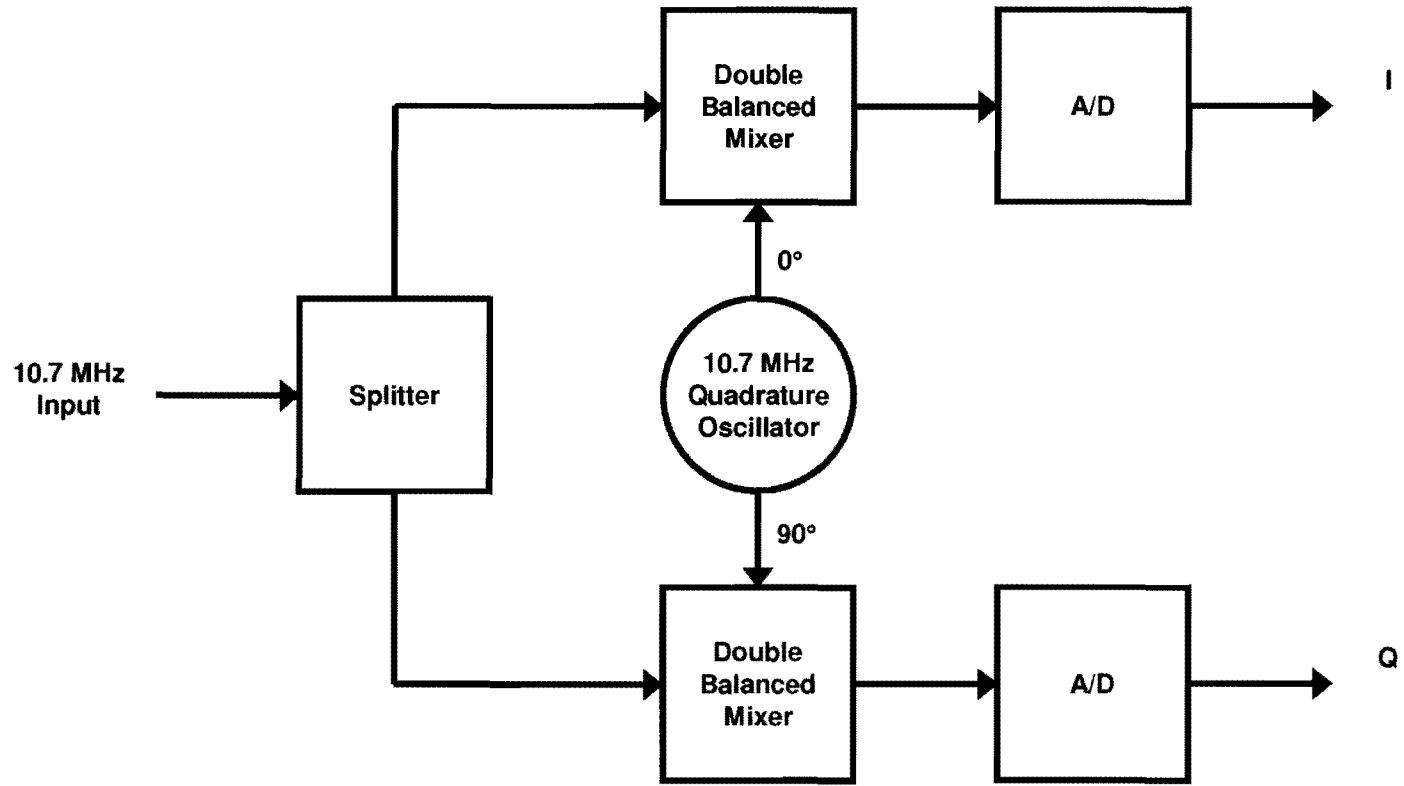 Double
Balanced
Mixer
A/D
I
0°
10.7 MHz
Input
Splitter
10.7 MHz
Quadrature
Oscillator
90°
Double
Balanced
Mixer
A/D
Q